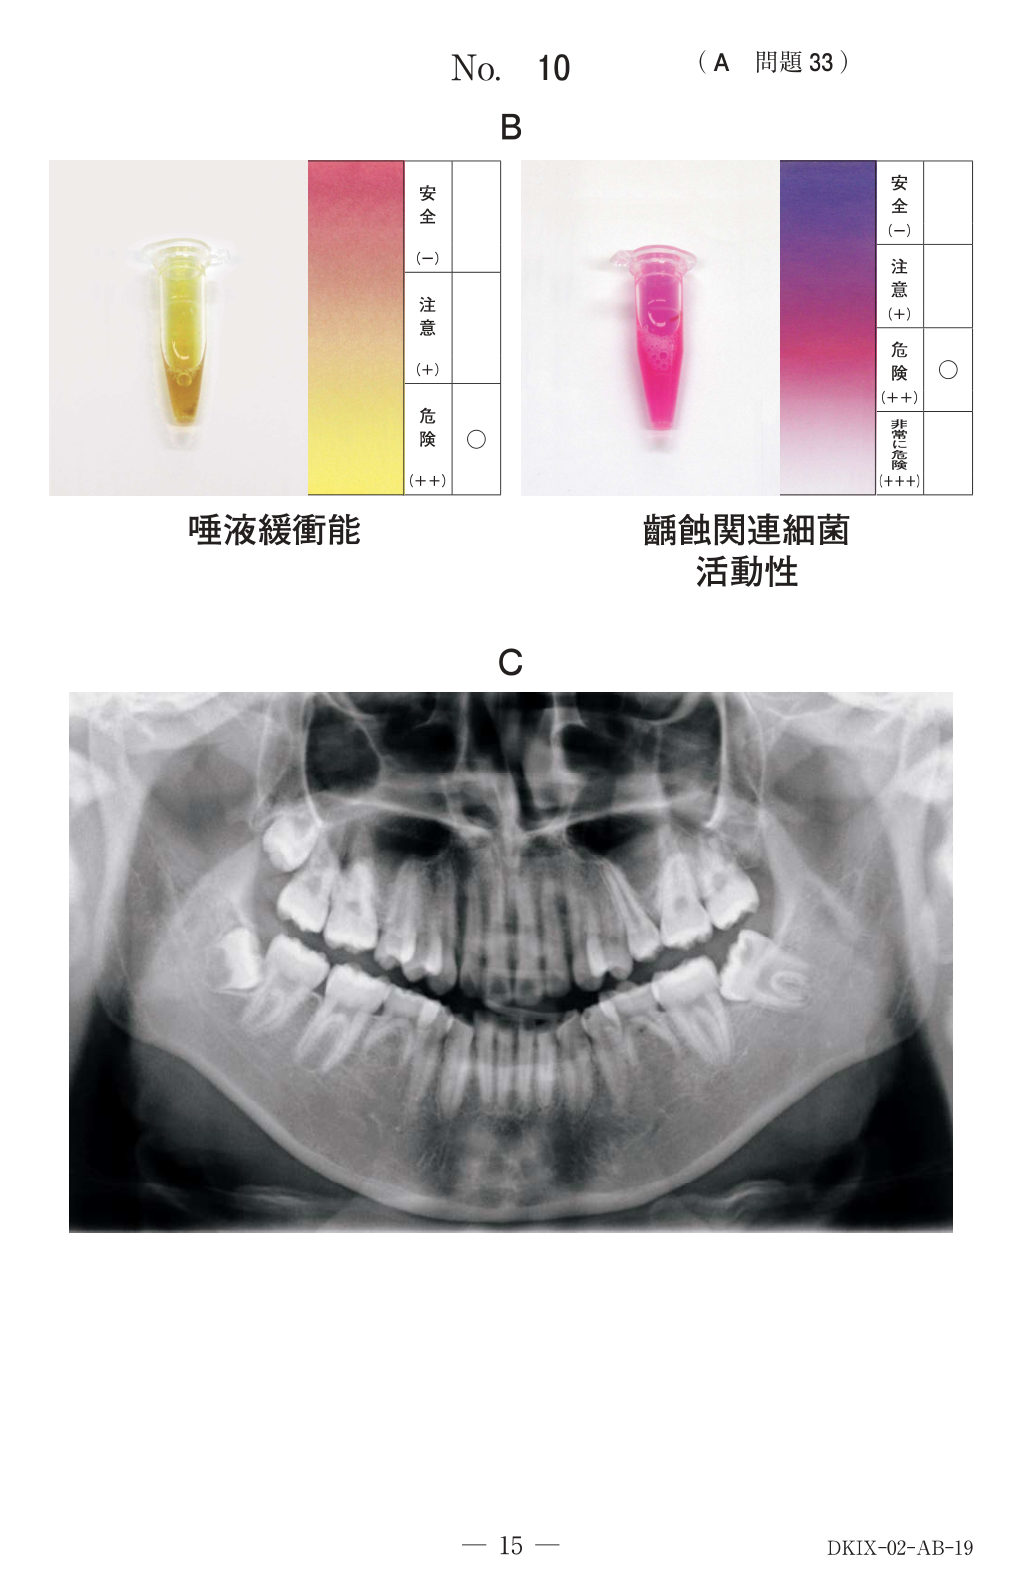 No. 10 （A 問題33）
B
安全 (−)
注意 (+)
危険 (++) ○
安全 (−)
注意 (+)
危険 (++) ○
非常に危険 (+++)
唾液緩衝能
齲蝕関連細菌
活動性
C
― 15 ―
DKIX-02-AB-19